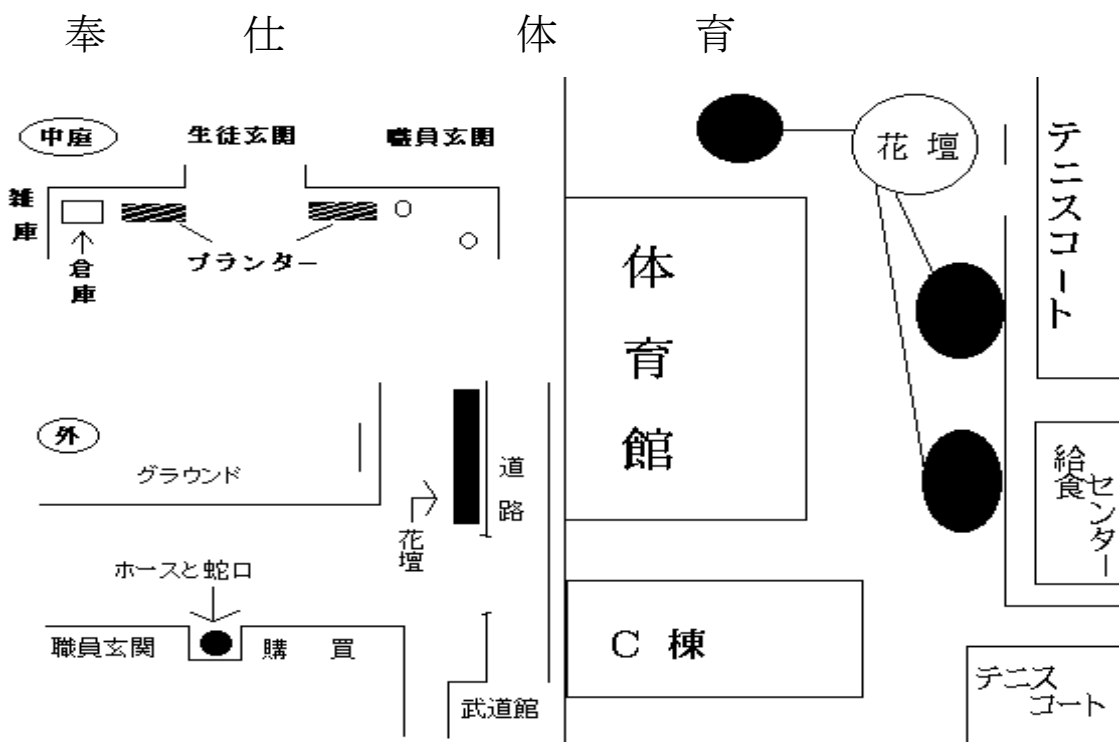 奉仕体育
中庭
生徒玄関
職員玄関
雑庫
倉庫
プランター
外
グラウンド
花壇
道路
ホースと蛇口
職員玄関
購買
武道館
花壇
体育館
C棟
テニスコート
給食センター
テニスコート